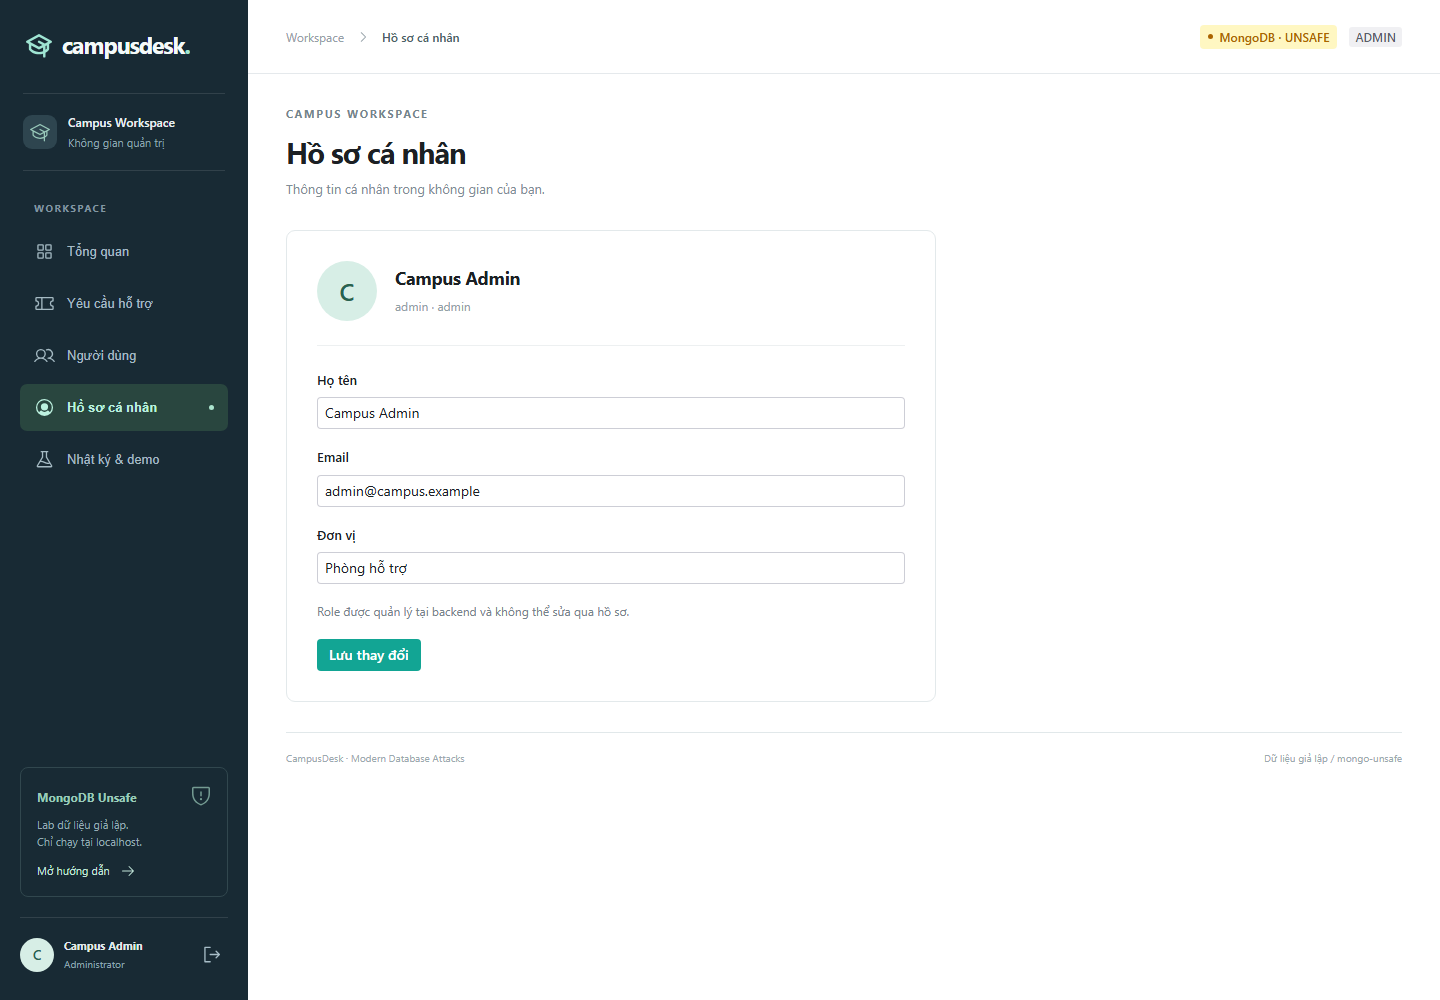 campusdesk.
Campus Workspace
Không gian quản trị
WORKSPACE
Tổng quan
Yêu cầu hỗ trợ
Người dùng
Hồ sơ cá nhân
Nhật ký & demo
MongoDB Unsafe
Lab dữ liệu giả lập.
Chỉ chạy tại localhost.
Mở hướng dẫn
C
Campus Admin
Administrator
Workspace
Hồ sơ cá nhân
MongoDB · UNSAFE
ADMIN
CAMPUS WORKSPACE
Hồ sơ cá nhân
Thông tin cá nhân trong không gian của bạn.
C
Campus Admin
admin · admin
Họ tên
Campus Admin
Email
admin@campus.example
Đơn vị
Phòng hỗ trợ
Role được quản lý tại backend và không thể sửa qua hồ sơ.
Lưu thay đổi
CampusDesk · Modern Database Attacks
Dữ liệu giả lập / mongo-unsafe